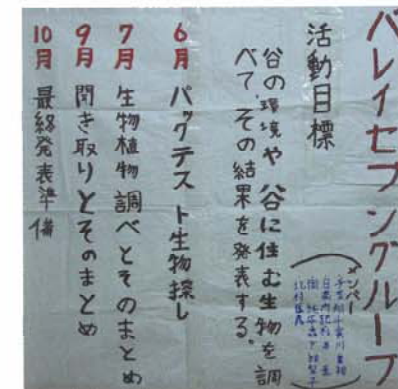 バレイセブングループ
メンバー
活動目標
谷の環境や谷に住む生物を調
べて、その結果を発表する。
6月 パックテスト生物探し
7月 生物植物調べとそのまとめ
9月 聞き取りとそのまとめ
10月 最終発表準備